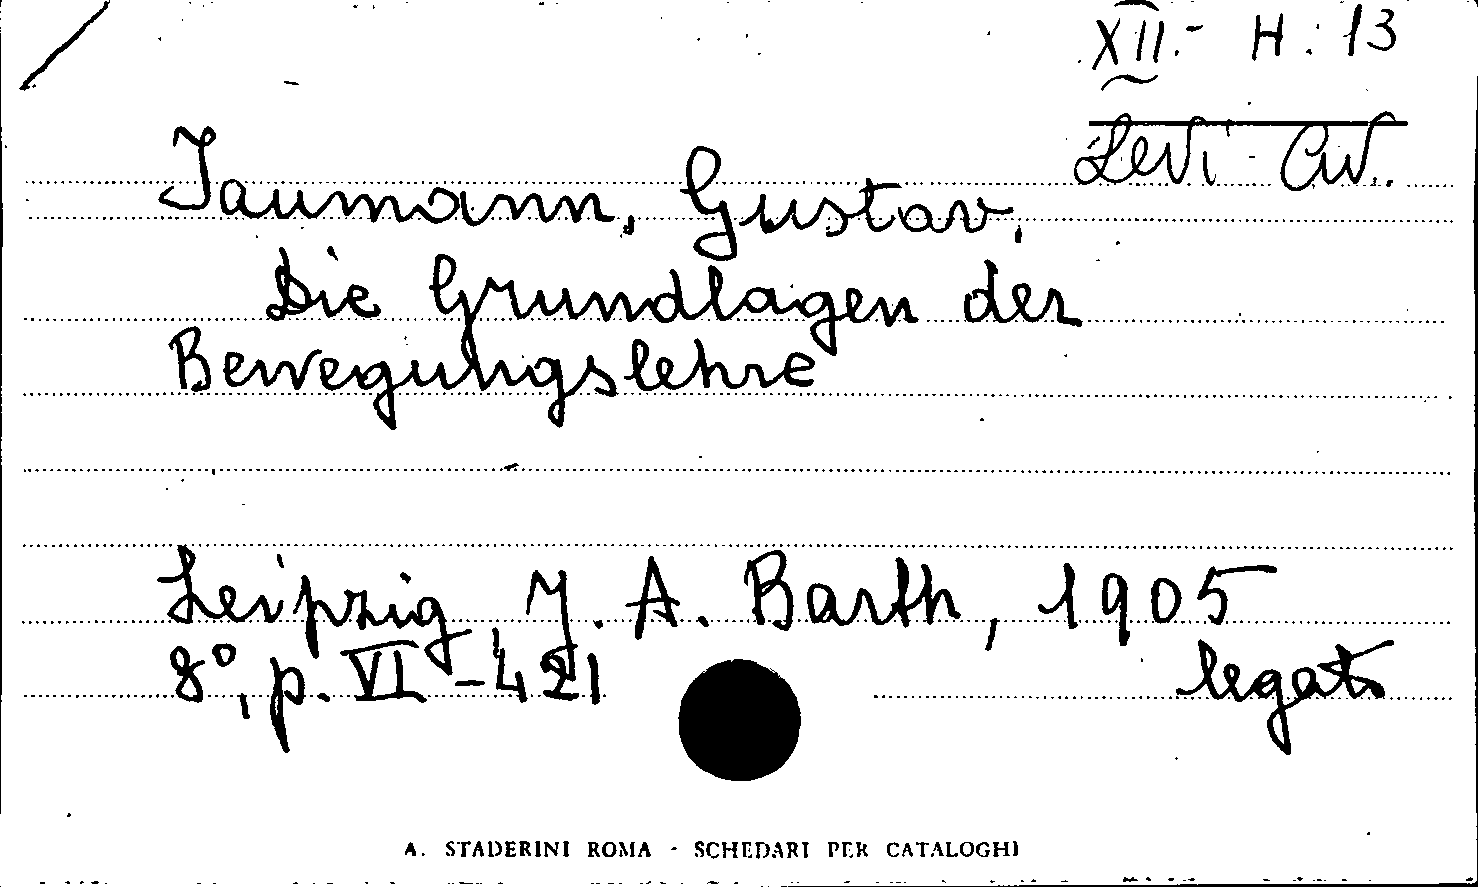 XII.- H. 13
Levi-Civ.
Jaumann, Gustav.
Die Grundlagen der
Bewegungslehre
Leipzig, J. A. Barth, 1905
8°, p. VI-421
legato
A. STADERINI ROMA - SCHEDARI PER CATALOGHI